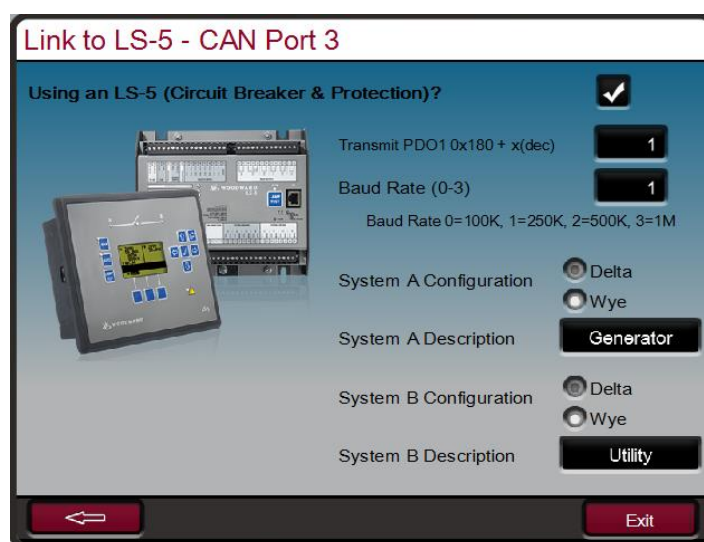 Link to LS-5 - CAN Port 3
Using an LS-5 (Circuit Breaker & Protection)?
Transmit PDO1 0x180 + x(dec)
1
Baud Rate (0-3)
1
Baud Rate 0=100K, 1=250K, 2=500K, 3=1M
System A Configuration
Delta
Wye
System A Description
Generator
System B Configuration
Delta
Wye
System B Description
Utility
WOODWARD
WOODWARD
Exit